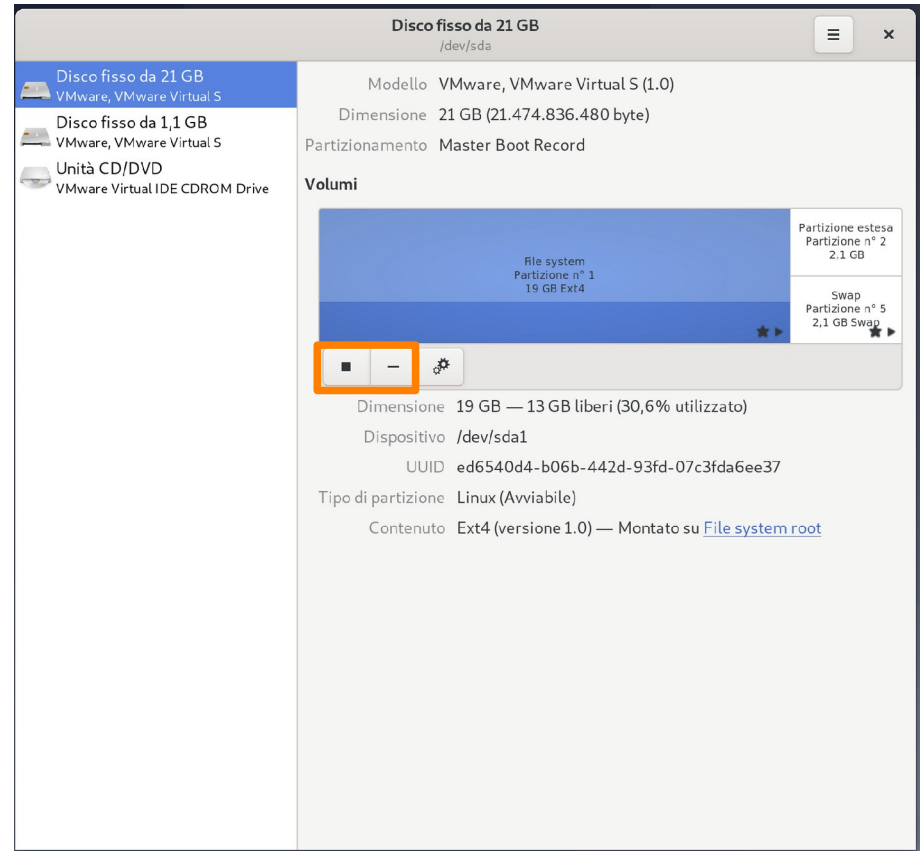 Disco fisso da 21 GB
/dev/sda
Disco fisso da 21 GB
VMware, VMware Virtual S
Disco fisso da 1,1 GB
VMware, VMware Virtual S
Unità CD/DVD
VMware Virtual IDE CDROM Drive
Modello VMware, VMware Virtual S (1.0)
Dimensione 21 GB (21.474.836.480 byte)
Partizionamento Master Boot Record
Volumi
File system
Partizione n° 1
19 GB Ext4
Partizione estesa
Partizione n° 2
2,1 GB
Swap
Partizione n° 5
2,1 GB Swap
Dimensione 19 GB — 13 GB liberi (30,6% utilizzato)
Dispositivo /dev/sda1
UUID ed6540d4-b06b-442d-93fd-07c3fda6ee37
Tipo di partizione Linux (Avviabile)
Contenuto Ext4 (versione 1.0) — Montato su File system root